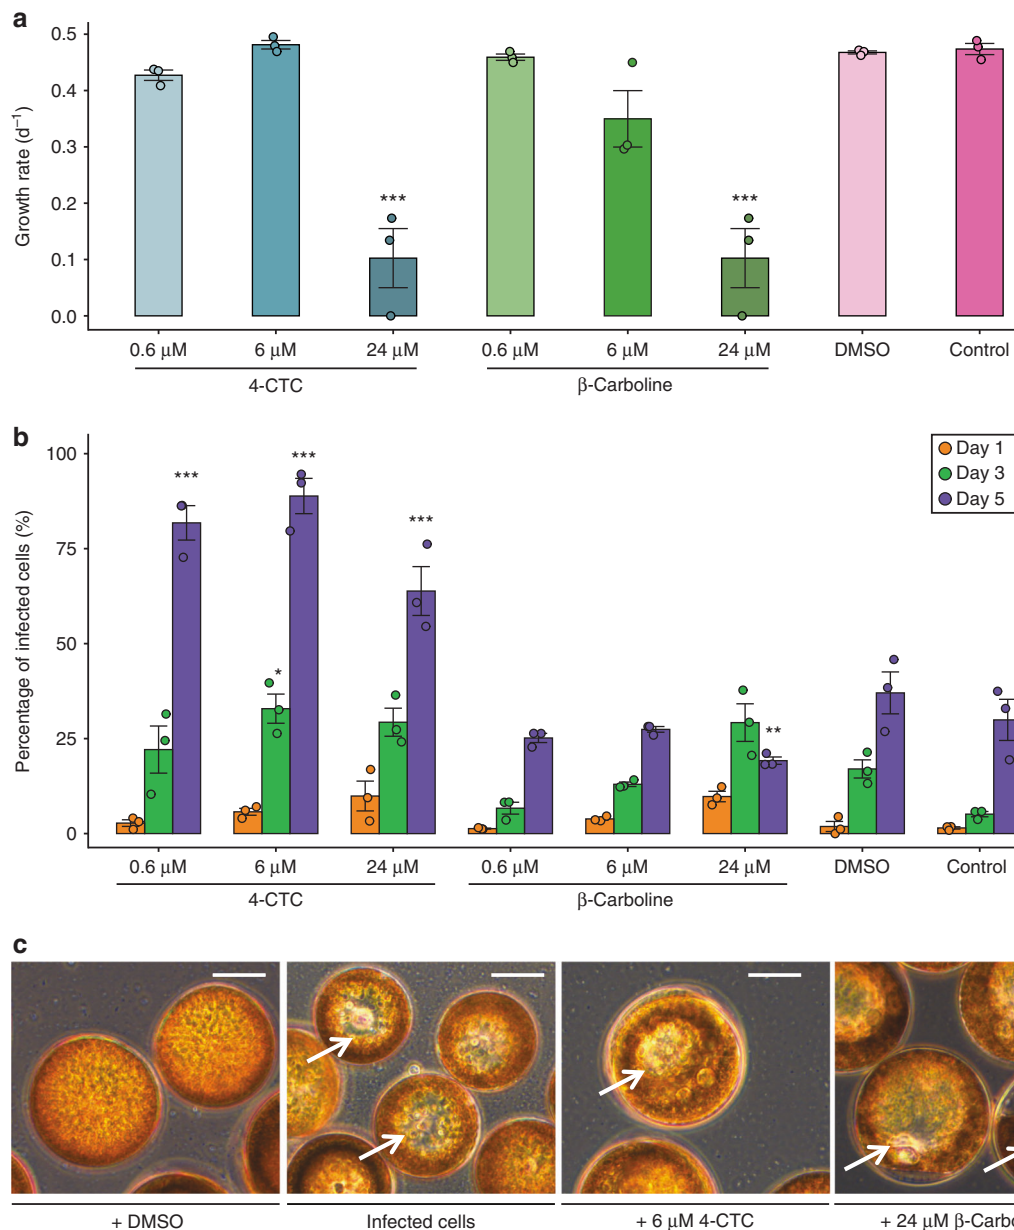 a
0.5
0.4
0.3
0.2
0.1
0.0
Growth rate (d⁻¹)
***
***
0.6 µM 6 µM 24 µM 0.6 µM 6 µM 24 µM DMSO Control
4-CTC β-Carboline
b
100
75
50
25
0
Percentage of infected cells (%)
Day 1
Day 3
Day 5
***
***
***
*
**
0.6 µM 6 µM 24 µM 0.6 µM 6 µM 24 µM DMSO Control
4-CTC β-Carboline
c
+ DMSO Infected cells + 6 µM 4-CTC + 24 µM β-Carbo